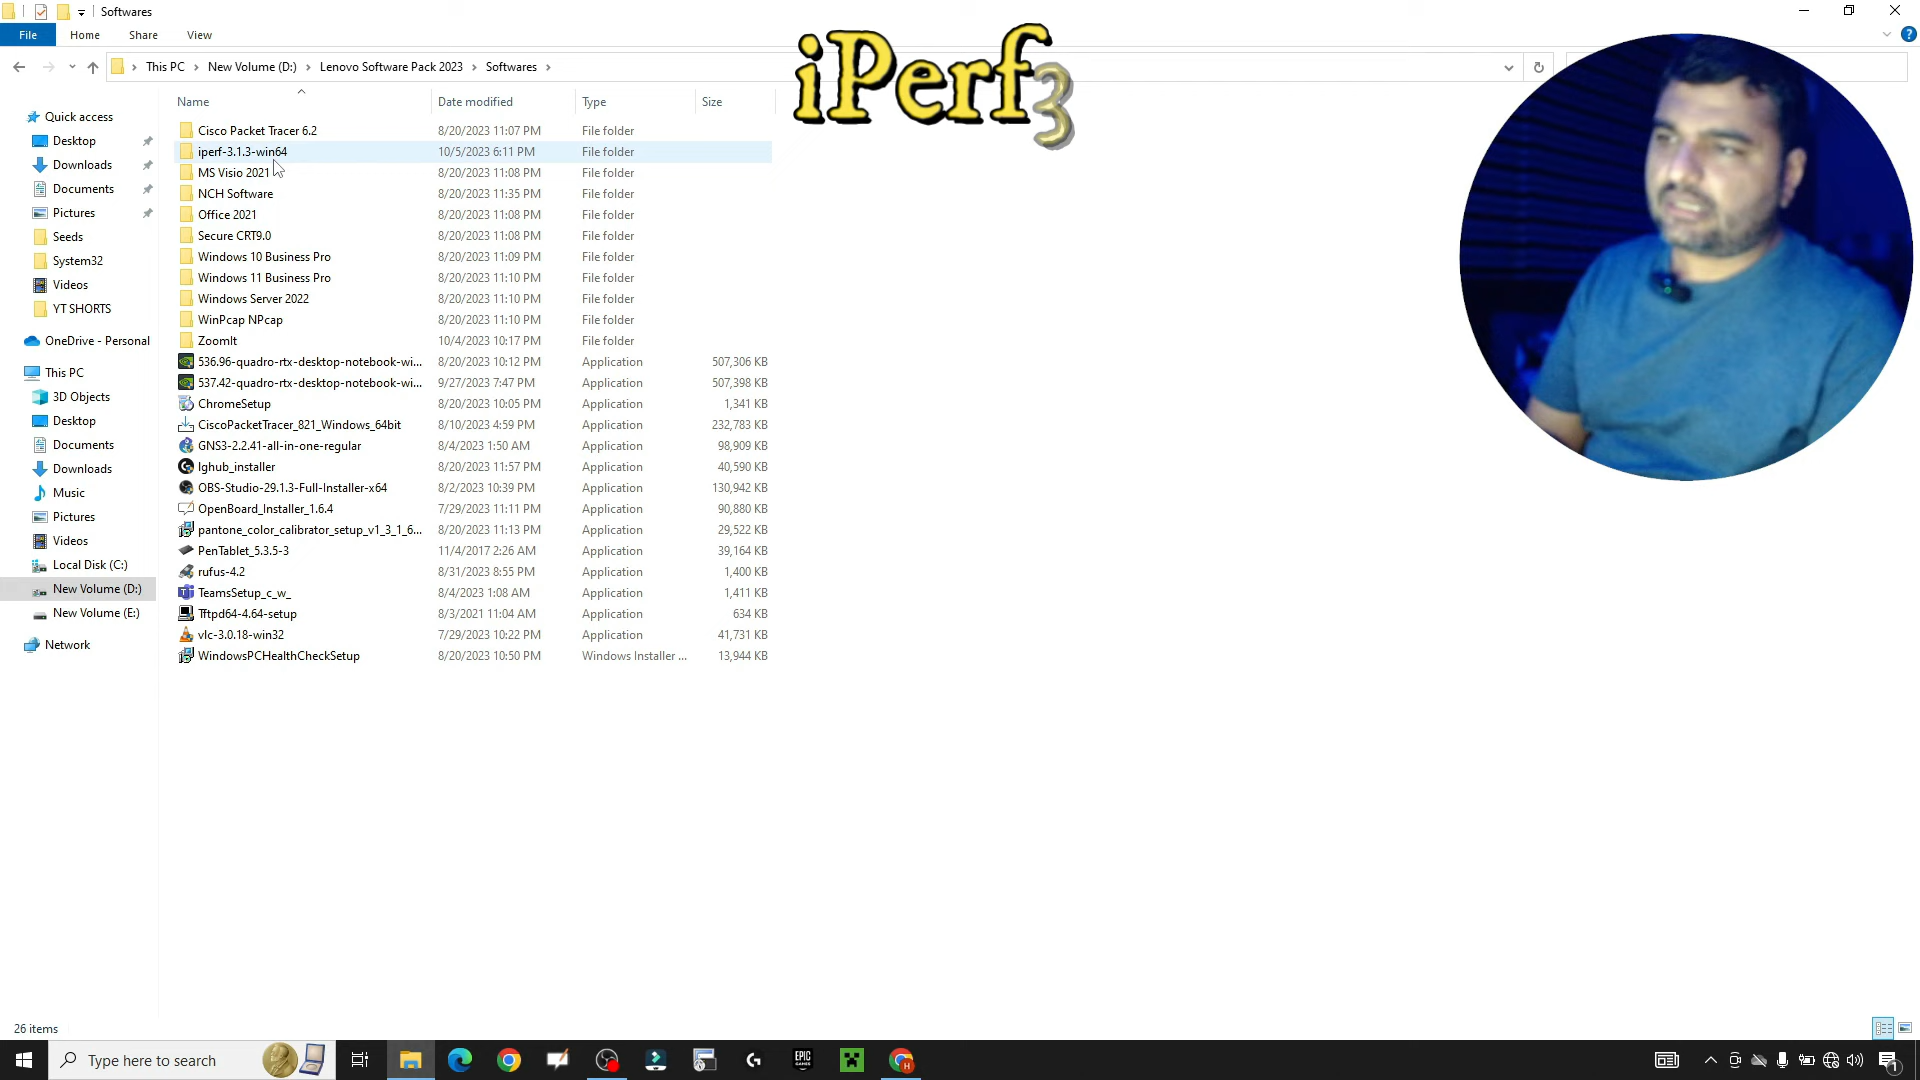 Softwares
File Home Share View
This PC New Volume (D:) Lenovo Software Pack 2023 Softwares
iPerf3
Name Date modified Type Size
Quick access
Desktop
Downloads
Documents
Pictures
Seeds
System32
Videos
YT SHORTS
OneDrive - Personal
This PC
3D Objects
Desktop
Documents
Downloads
Music
Pictures
Videos
Local Disk (C:)
New Volume (D:)
New Volume (E:)
Network
Cisco Packet Tracer 6.2 8/20/2023 11:07 PM File folder
iperf-3.1.3-win64 10/5/2023 6:11 PM File folder
MS Visio 2021 8/20/2023 11:08 PM File folder
NCH Software 8/20/2023 11:35 PM File folder
Office 2021 8/20/2023 11:08 PM File folder
Secure CRT9.0 8/20/2023 11:08 PM File folder
Windows 10 Business Pro 8/20/2023 11:09 PM File folder
Windows 11 Business Pro 8/20/2023 11:10 PM File folder
Windows Server 2022 8/20/2023 11:10 PM File folder
WinPcap NPcap 8/20/2023 11:10 PM File folder
ZoomIt 10/4/2023 10:17 PM File folder
536.96-quadro-rtx-desktop-notebook-wi... 8/20/2023 10:12 PM Application 507,306 KB
537.42-quadro-rtx-desktop-notebook-wi... 9/27/2023 7:47 PM Application 507,398 KB
ChromeSetup 8/20/2023 10:05 PM Application 1,341 KB
CiscoPacketTracer_821_Windows_64bit 8/10/2023 4:59 PM Application 232,783 KB
GNS3-2.2.41-all-in-one-regular 8/4/2023 1:50 AM Application 98,909 KB
lghub_installer 8/20/2023 11:57 PM Application 40,590 KB
OBS-Studio-29.1.3-Full-Installer-x64 8/2/2023 10:39 PM Application 130,942 KB
OpenBoard_Installer_1.6.4 7/29/2023 11:11 PM Application 90,880 KB
pantone_color_calibrator_setup_v1_3_1_6... 8/20/2023 11:13 PM Application 29,522 KB
PenTablet_5.3.5-3 11/4/2017 2:26 AM Application 39,164 KB
rufus-4.2 8/31/2023 8:55 PM Application 1,400 KB
TeamsSetup_c_w_ 8/4/2023 1:08 AM Application 1,411 KB
Tftpd64-4.64-setup 8/3/2021 11:04 AM Application 634 KB
vlc-3.0.18-win32 7/29/2023 10:22 PM Application 41,731 KB
WindowsPCHealthCheckSetup 8/20/2023 10:50 PM Windows Installer ... 13,944 KB
26 items
Type here to search
EPIC GAMES
1